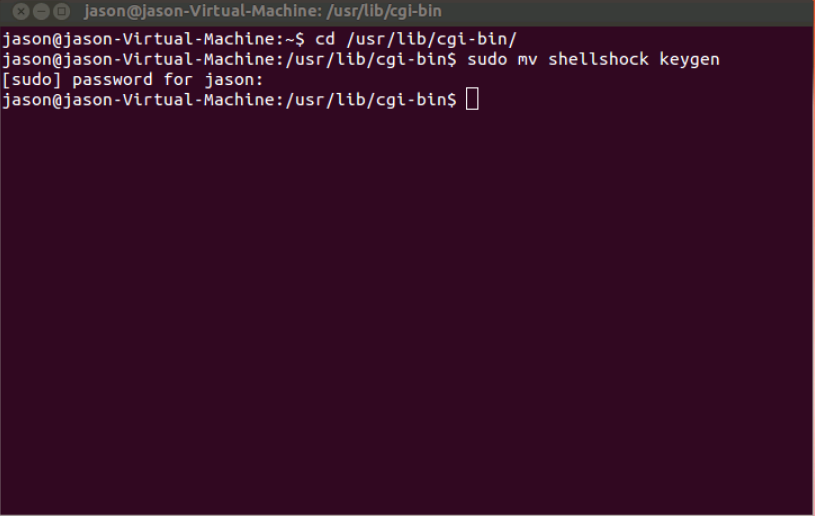 jason@jason-Virtual-Machine: /usr/lib/cgi-bin
jason@jason-Virtual-Machine:~$ cd /usr/lib/cgi-bin/
jason@jason-Virtual-Machine:/usr/lib/cgi-bin$ sudo mv shellshock keygen
[sudo] password for jason:
jason@jason-Virtual-Machine:/usr/lib/cgi-bin$